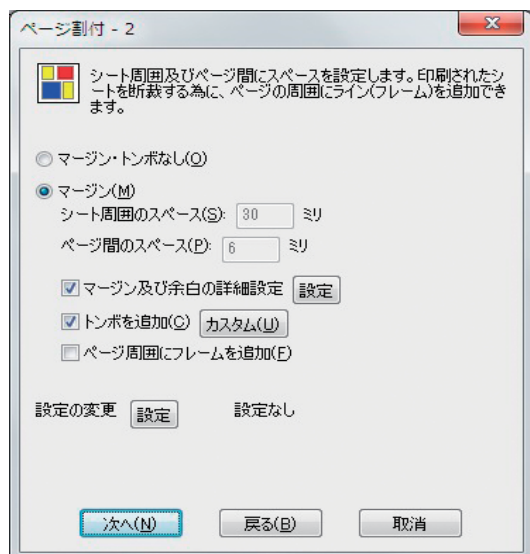 ページ割付 - 2
シート周囲及びページ間にスペースを設定します。印刷されたシ
ートを断裁する為に、ページの周囲にライン(フレーム)を追加でき
ます。
マージン・トンボなし(O)
マージン(M)
シート周囲のスペース(S): 30 ミリ
ページ間のスペース(P): 6 ミリ
マージン及び余白の詳細設定 設定
トンボを追加(C) カスタム(U)
ページ周囲にフレームを追加(F)
設定の変更 設定 設定なし
次へ(N) 戻る(B) 取消